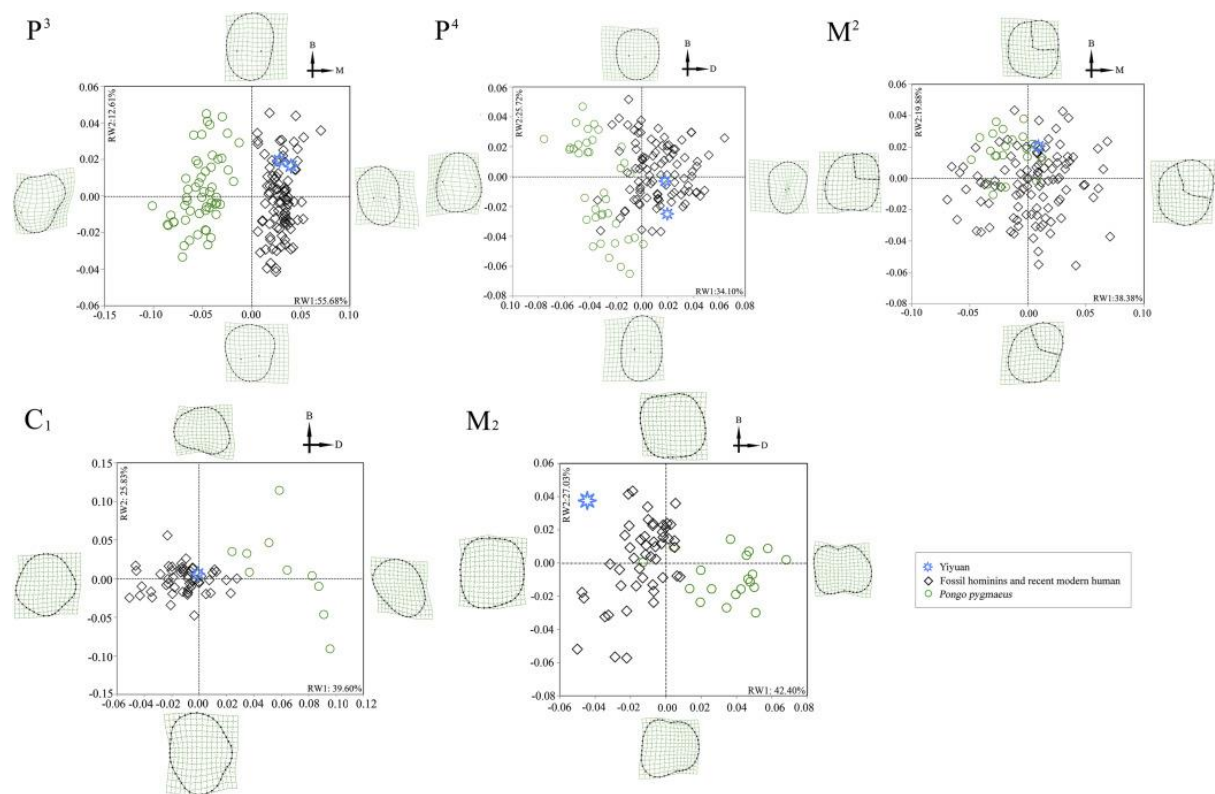 P³
B
M
RW2:12.61%
0.06
0.04
0.02
0.00
-0.02
-0.04
-0.06
RW1:55.68%
-0.15 -0.10 -0.05 0.00 0.05 0.10
P⁴
B
D
RW2:25.72%
0.06
0.04
0.02
0.00
-0.02
-0.04
-0.06
-0.08
RW1:34.10%
0.10 -0.08 -0.06 -0.04 -0.02 0.00 0.02 0.04 0.06 0.08
M²
B
M
RW2:19.88%
0.06
0.04
0.02
0.00
-0.02
-0.04
-0.06
-0.08
RW1:38.38%
-0.10 -0.05 0.00 0.05 0.10
C₁
B
D
RW2: 25.83%
0.15
0.10
0.05
0.00
-0.05
-0.10
-0.15
RW1: 39.60%
-0.06 -0.04 -0.02 0.00 0.02 0.04 0.06 0.08 0.10 0.12
M₂
B
D
RW2:27.03%
0.06
0.04
0.02
0.00
-0.02
-0.04
-0.06
-0.08
RW1: 42.40%
-0.06 -0.04 -0.02 0.00 0.02 0.04 0.06 0.08
Yiyuan
Fossil hominins and recent modern human
Pongo pygmaeus